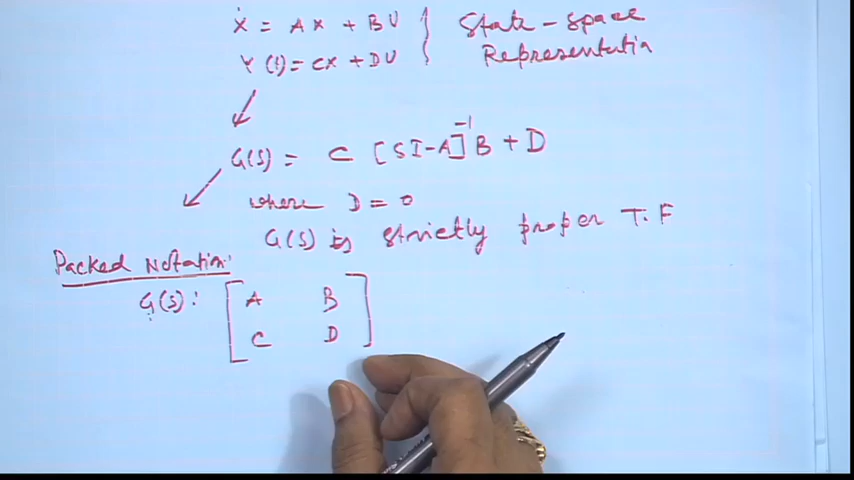 Ẋ = AX + BU } State-space
Y(t) = CX + DU Representation
G(S) = C [SI-A]⁻¹ B + D
where D = 0
G(S) is strictly proper T.F
Packed Notation:
G(S): [ A B
C D ]